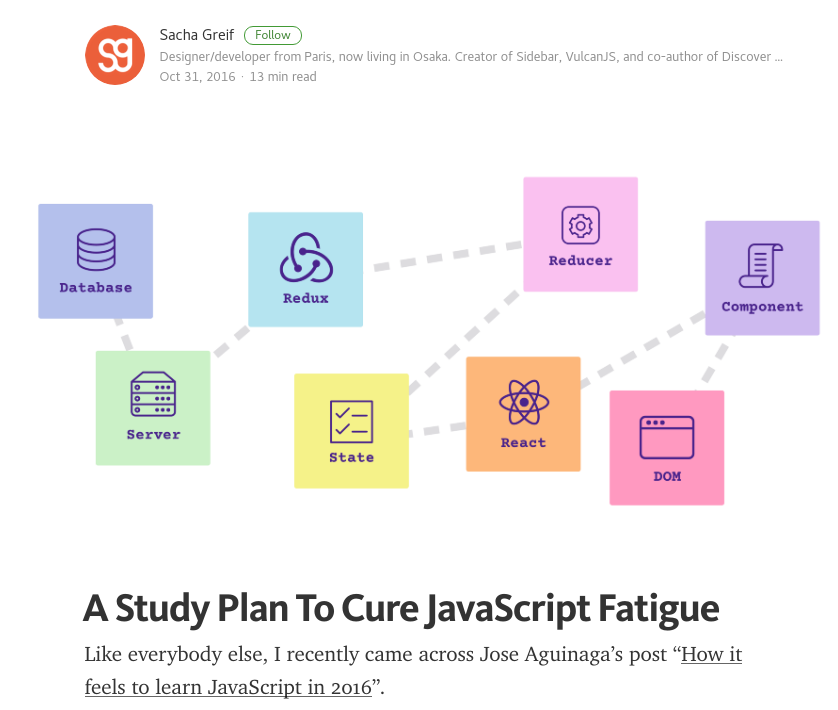 sg
Sacha Greif Follow
Designer/developer from Paris, now living in Osaka. Creator of Sidebar, VulcanJS, and co-author of Discover ...
Oct 31, 2016 · 13 min read
Database
Redux
Reducer
Component
Server
State
React
DOM
A Study Plan To Cure JavaScript Fatigue
Like everybody else, I recently came across Jose Aguinaga’s post “How it
feels to learn JavaScript in 2016”.